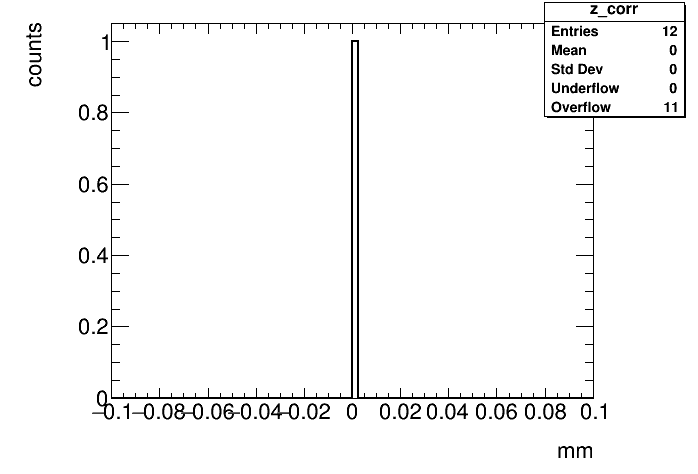 z_corr
Entries 12
Mean 0
Std Dev 0
Underflow 0
Overflow 11
counts
1
0.8
0.6
0.4
0.2
0
−0.1 −0.08 −0.06 −0.04 −0.02 0 0.02 0.04 0.06 0.08 0.1
mm